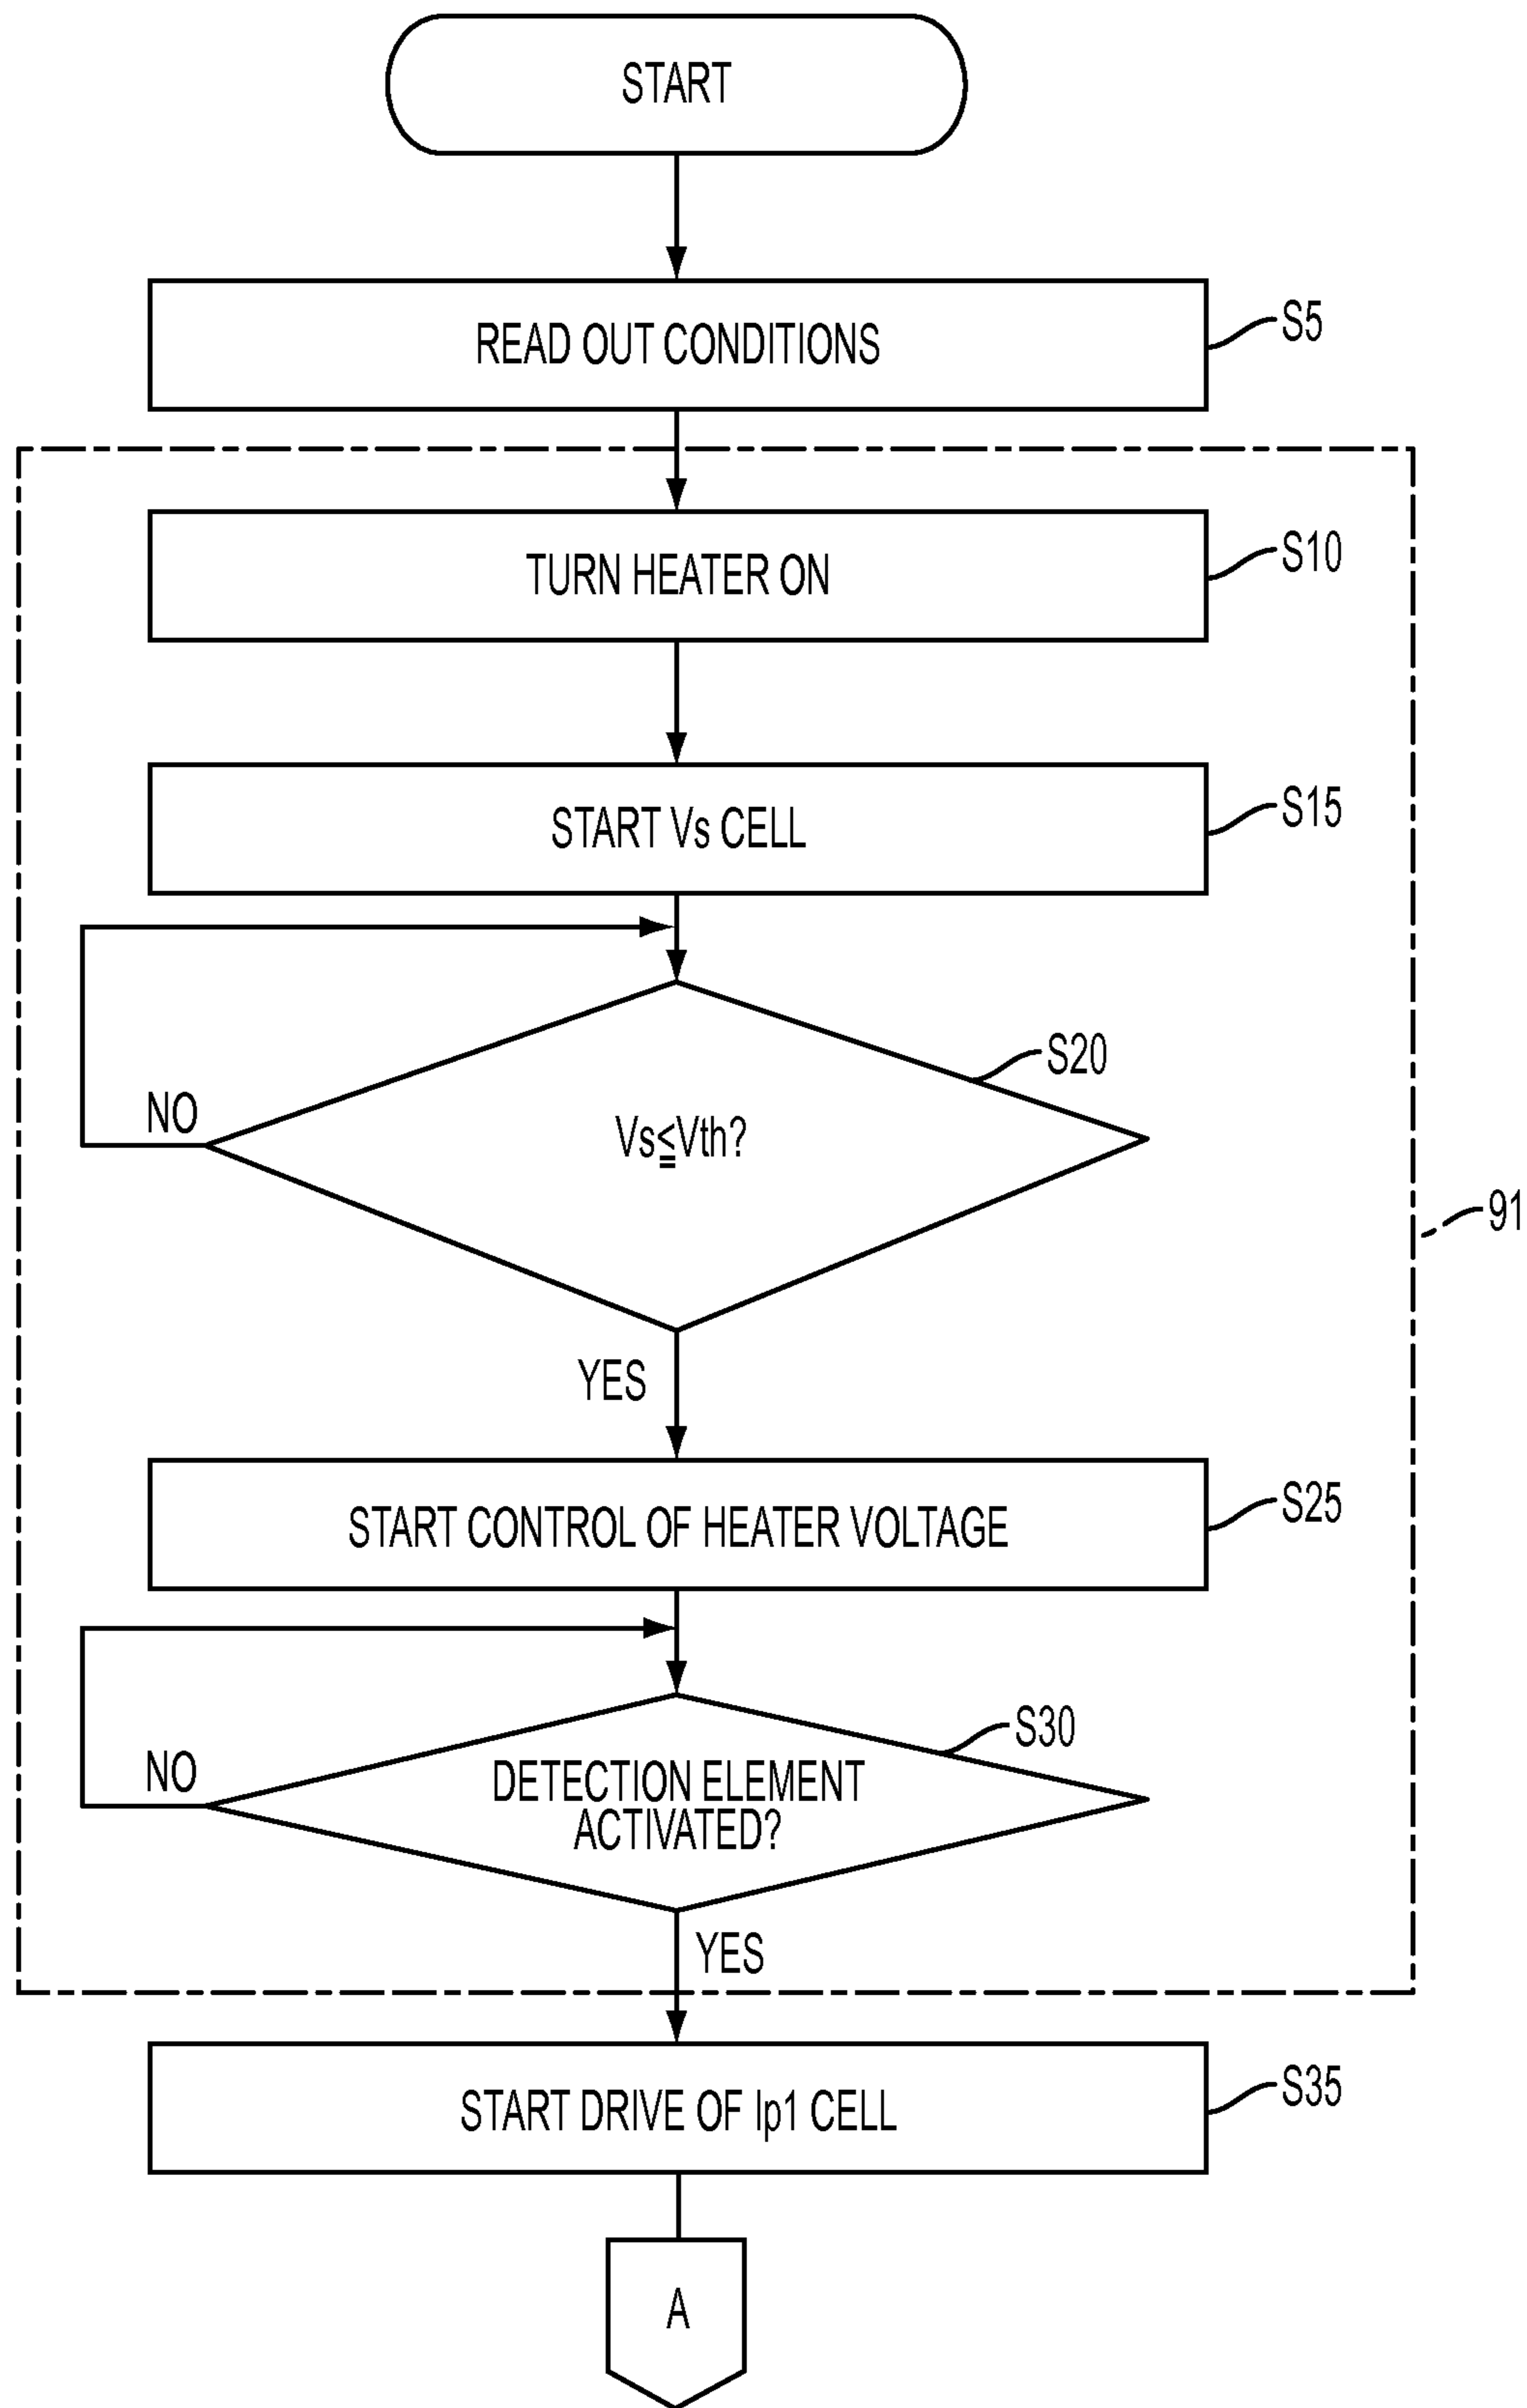 START
READ OUT CONDITIONS
S5
TURN HEATER ON
S10
START Vs CELL
S15
S20
NO
Vs≦Vth?
91
YES
START CONTROL OF HEATER VOLTAGE
S25
S30
NO
DETECTION ELEMENT
ACTIVATED?
YES
START DRIVE OF Ip1 CELL
S35
A